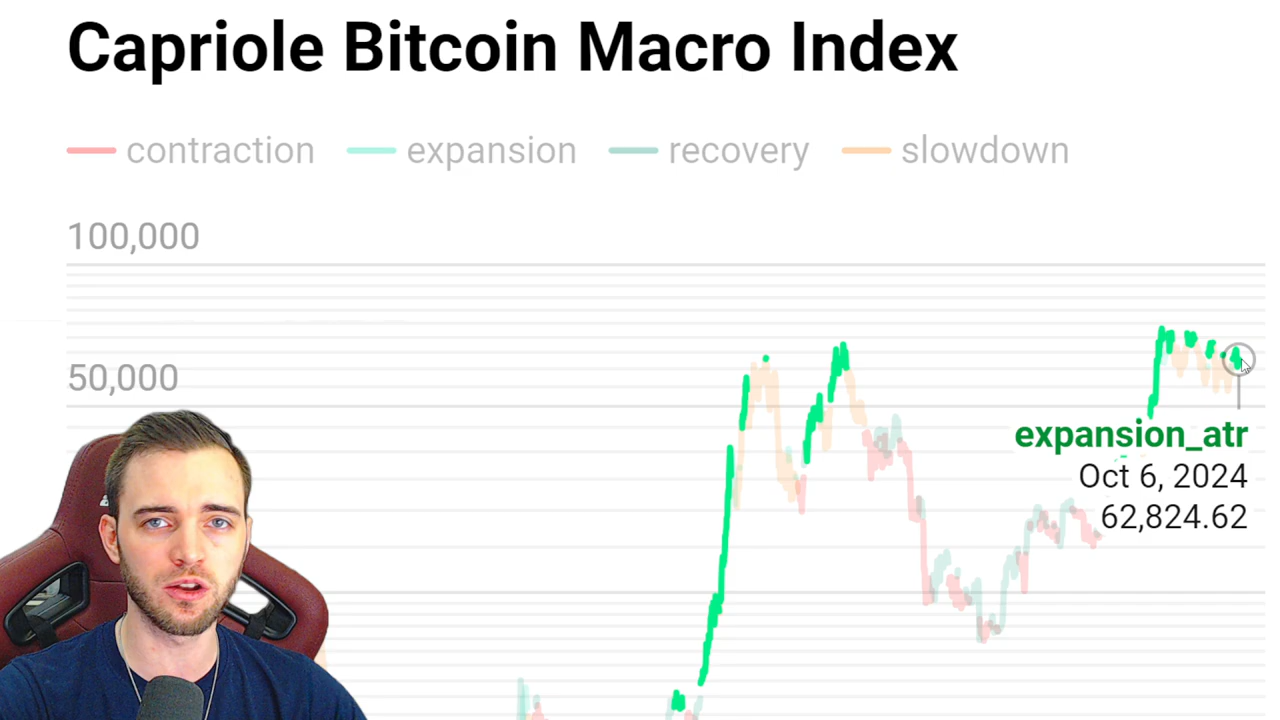 Capriole Bitcoin Macro Index
contraction expansion recovery slowdown
100,000
50,000
expansion_atr
Oct 6, 2024
62,824.62